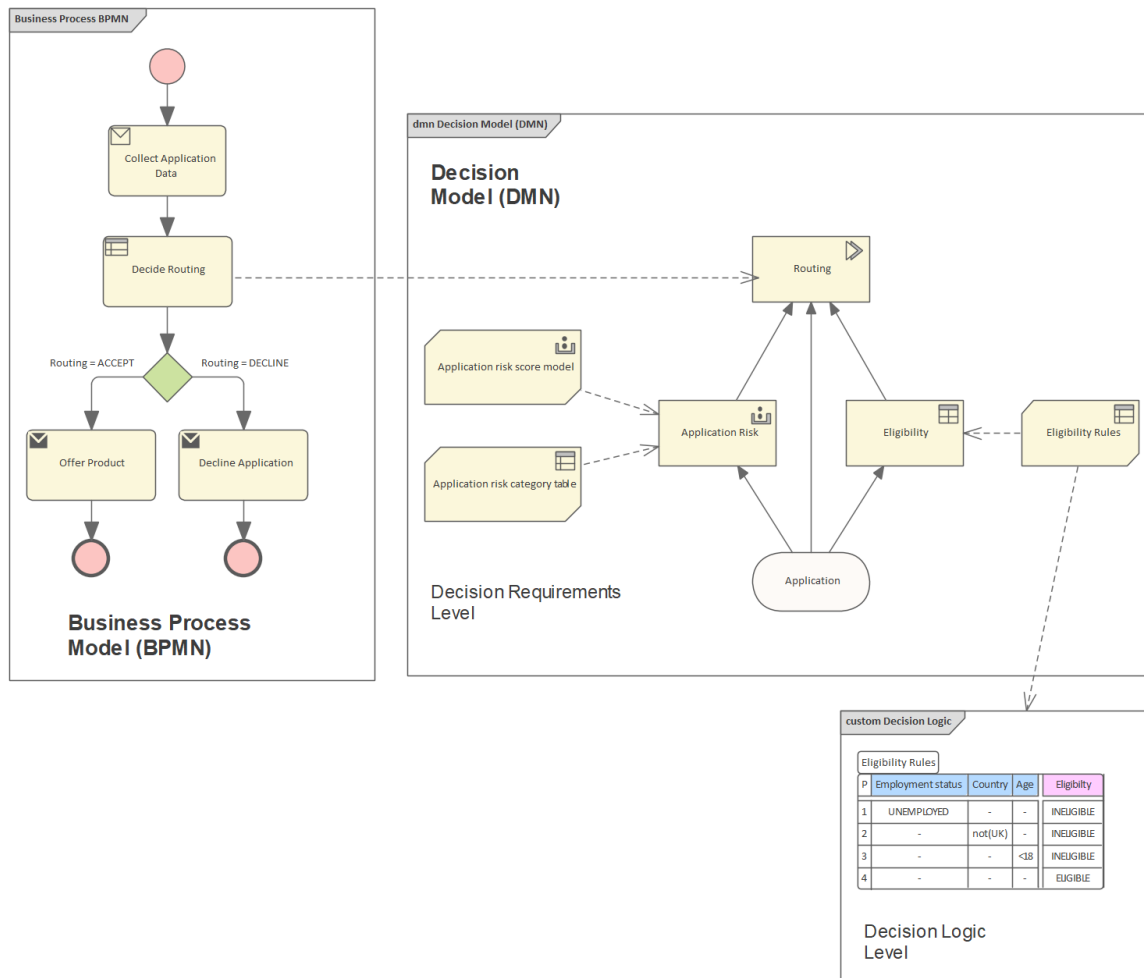 Business Process BPMN
Collect Application
Data
Decide Routing
Routing = ACCEPT
Routing = DECLINE
Offer Product
Decline Application
Business Process
Model (BPMN)
dmn Decision Model (DMN)
Decision
Model (DMN)
Routing
Application risk score model
Application Risk
Eligibility
Eligibility Rules
Application risk category table
Application
Decision Requirements
Level
custom Decision Logic
Eligibility Rules
P Employment status Country Age Eligibilty
1 UNEMPLOYED - - INELIGIBLE
2 - not(UK) - INELIGIBLE
3 - - <18 INELIGIBLE
4 - - - ELIGIBLE
Decision Logic
Level